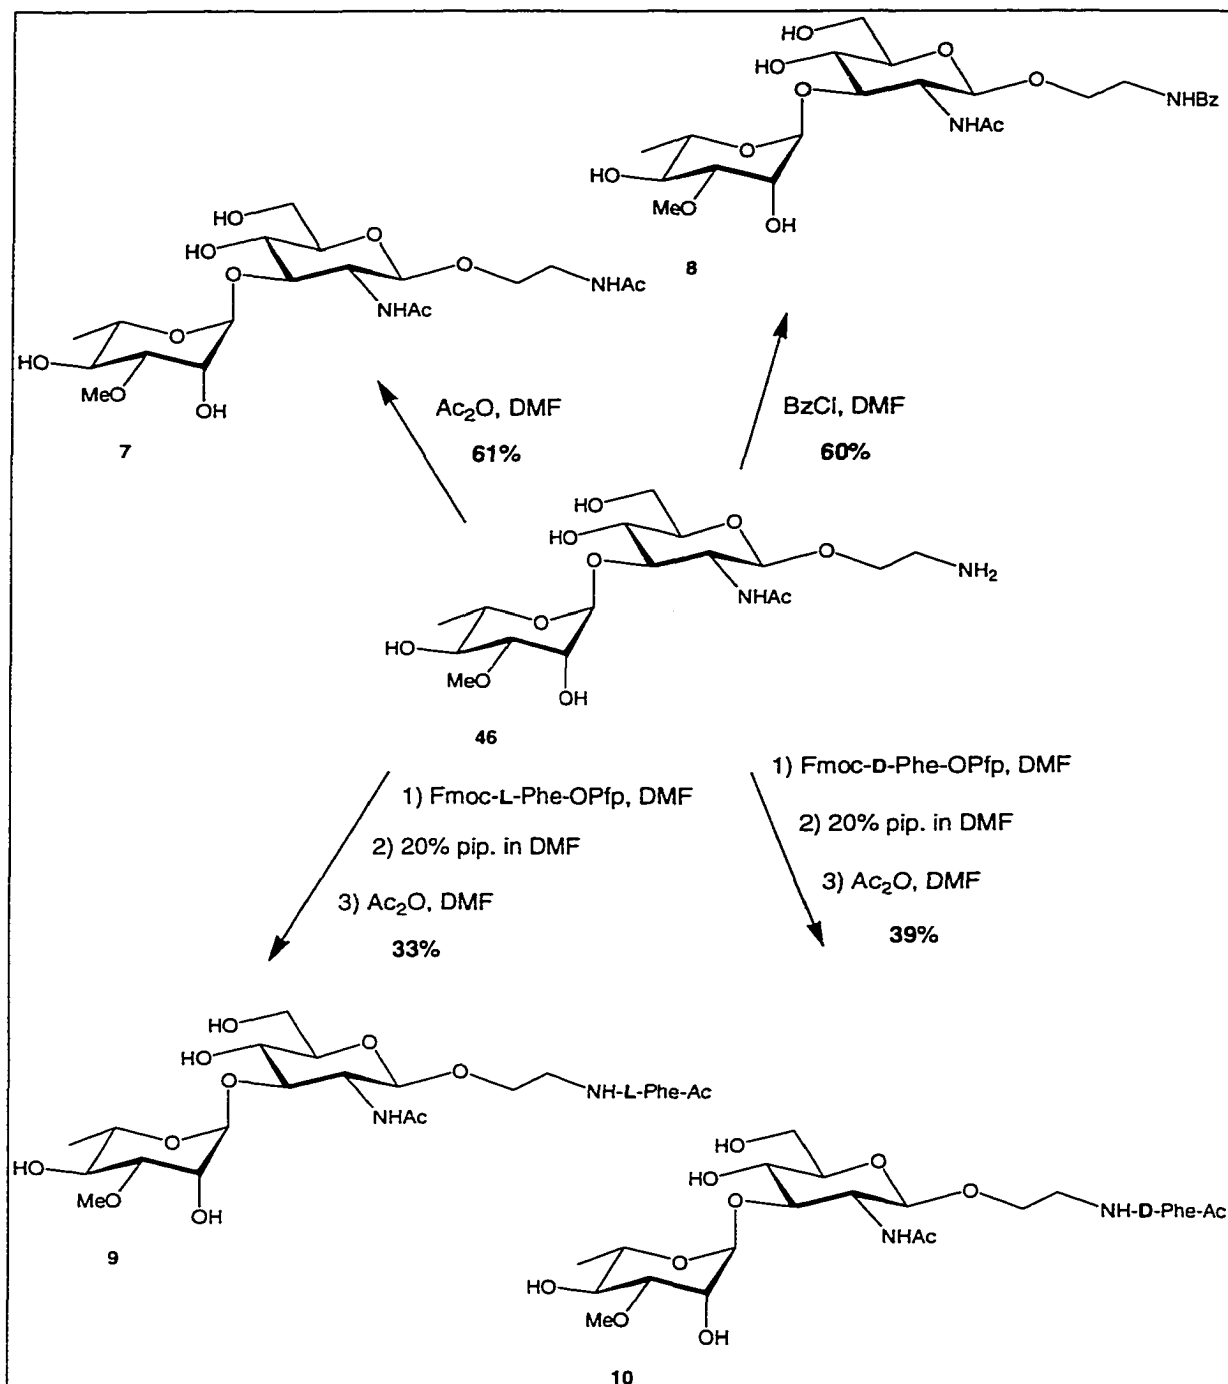 HO
O
HO
O
O
NHBz
NHAc
O
HO
MeO
OH
8
HO
O
HO
O
O
NHAc
NHAc
O
HO
MeO
OH
7
Ac₂O, DMF
61%
BzCl, DMF
60%
HO
O
HO
O
O
NH₂
NHAc
O
HO
MeO
OH
46
1) Fmoc-L-Phe-OPfp, DMF
2) 20% pip. in DMF
3) Ac₂O, DMF
33%
1) Fmoc-D-Phe-OPfp, DMF
2) 20% pip. in DMF
3) Ac₂O, DMF
39%
HO
O
HO
O
O
NH-L-Phe-Ac
NHAc
O
HO
MeO
OH
9
HO
O
HO
O
O
NH-D-Phe-Ac
NHAc
O
HO
MeO
OH
10